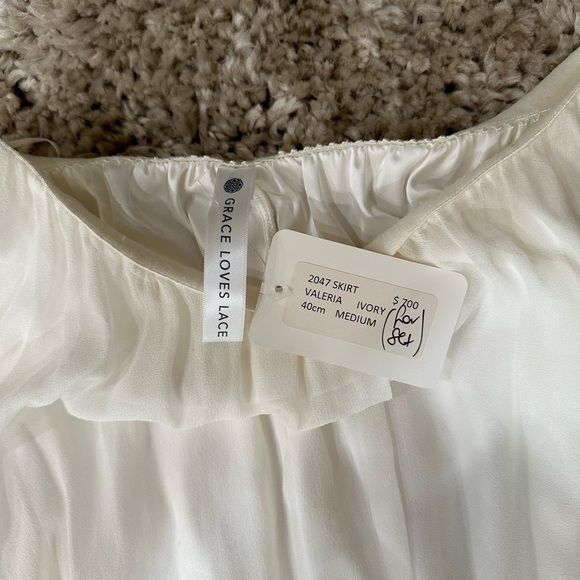 GRACE LOVES LACE
2047 SKIRT
VALERIA IVORY $ 700
40cm MEDIUM
(for set)